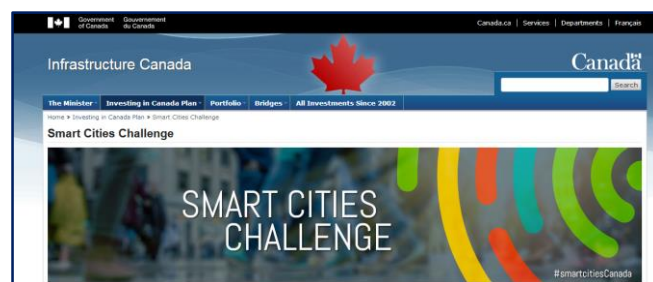 Government of Canada
Gouvernement du Canada
Canada.ca | Services | Departments | Français
Infrastructure Canada
Canada
Search
The Minister
Investing in Canada Plan
Portfolio
Bridges
All Investments Since 2002
Home
Investing in Canada Plan
Smart Cities Challenge
Smart Cities Challenge
SMART CITIES
CHALLENGE
#smartcitiesCanada